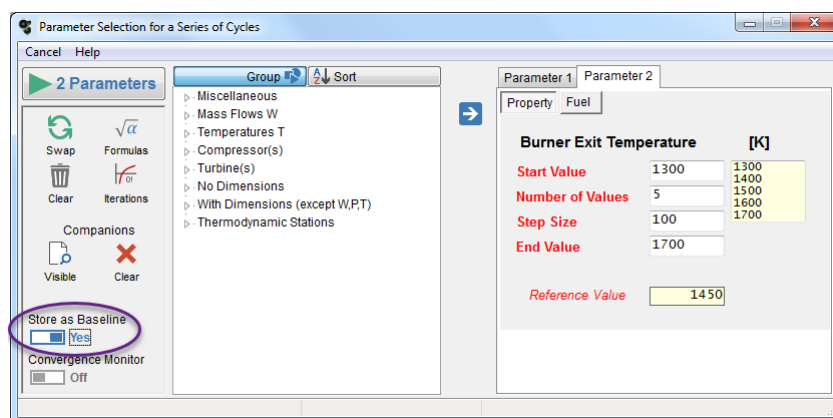 Parameter Selection for a Series of Cycles
Cancel Help
2 Parameters
Swap
√α
Formulas
Clear
0!
Iterations
Companions
Visible
Clear
Store as Baseline
Yes
Convergence Monitor
Off
Group
A Z Sort
Miscellaneous
Mass Flows W
Temperatures T
Compressor(s)
Turbine(s)
No Dimensions
With Dimensions (except W,P,T)
Thermodynamic Stations
Parameter 1 Parameter 2
Property Fuel
Burner Exit Temperature [K]
Start Value 1300
Number of Values 5
Step Size 100
End Value 1700
1300
1400
1500
1600
1700
Reference Value 1450